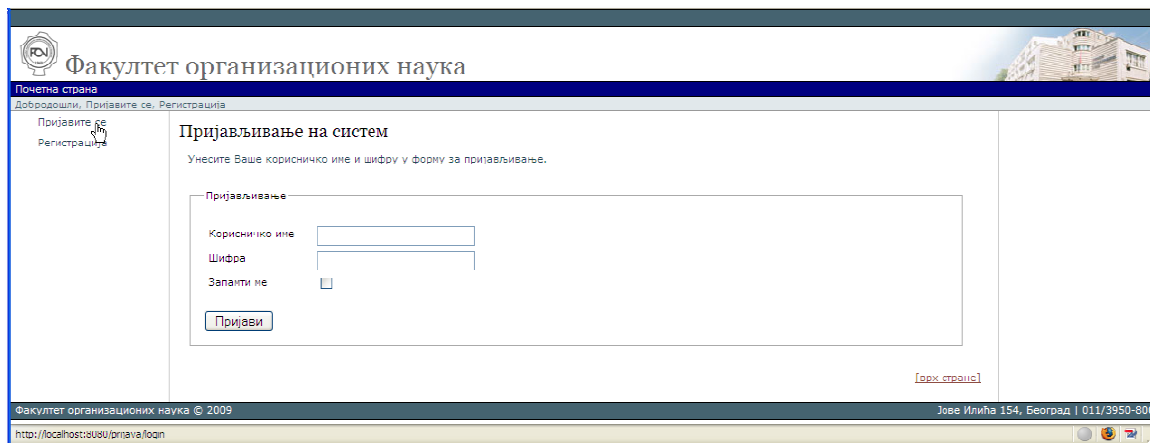 Факултет организационих наука
Почетна страна
Добродошли, Пријавите се, Регистрација
Пријавите се
Регистрација
Пријављивање на систем
Унесите Ваше корисничко име и шифру у форму за пријављивање.
Пријављивање
Корисничко име
Шифра
Запамти ме
Пријави
[врх стране]
Факултет организационих наука © 2009
Јове Илића 154, Београд | 011/3950-80
http://localhost:8080/prijava/login